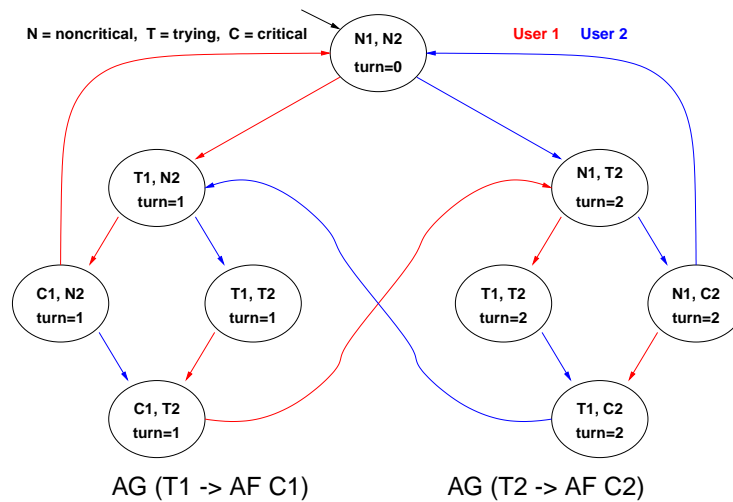 N = noncritical, T = trying, C = critical
User 1 User 2
N1, N2
turn=0
T1, N2
turn=1
N1, T2
turn=2
C1, N2
turn=1
T1, T2
turn=1
T1, T2
turn=2
N1, C2
turn=2
C1, T2
turn=1
T1, C2
turn=2
AG (T1 -> AF C1)
AG (T2 -> AF C2)